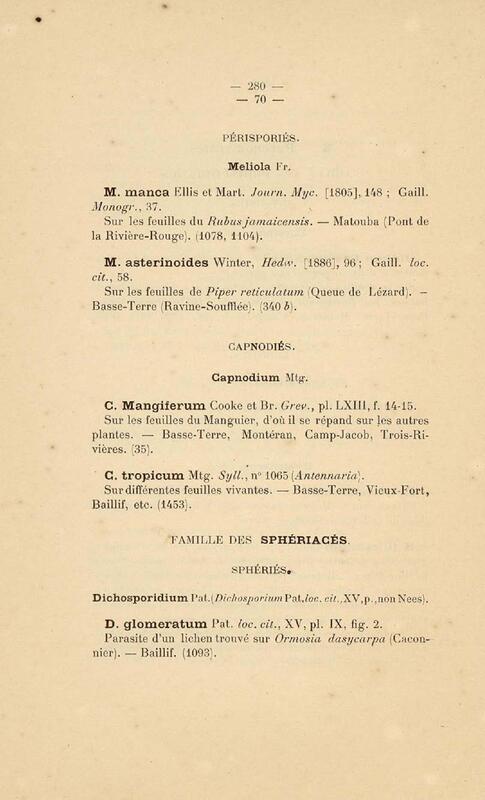 — 280 —
— 70 —
PÉRISPORIÉS.
Meliola Fr.
M. manca Ellis et Mart. Journ. Myc. [1805], 148 ; Gaill.
Monogr., 37.
Sur les feuilles du Rubus jamaicensis. — Matouba (Pont de
la Rivière-Rouge). (1078, 1104).
M. asterinoides Winter, Hedw. [1886], 96 ; Gaill. loc.
cit., 58.
Sur les feuilles de Piper reticulatum (Queue de Lézard). —
Basse-Terre (Ravine-Soufflée). (340 b).
CAPNODIÉS.
Capnodium Mtg.
C. Mangiferum Cooke et Br. Grev., pl. LXIII, f. 14-15.
Sur les feuilles du Manguier, d'où il se répand sur les autres
plantes. — Basse-Terre, Montéran, Camp-Jacob, Trois-Ri-
vières. (35).
C. tropicum Mtg. Syll., n° 1065 (Antennaria).
Sur différentes feuilles vivantes. — Basse-Terre, Vieux-Fort,
Baillif, etc. (1453).
FAMILLE DES SPHÉRIACÉS.
SPHÉRIÉS.
Dichosporidium Pat. (Dichosporium Pat. loc. cit., XV, p., non Nees).
D. glomeratum Pat. loc. cit., XV, pl. IX, fig. 2.
Parasite d'un lichen trouvé sur Ormosia dasycarpa (Cacon-
nier). — Baillif. (1093).